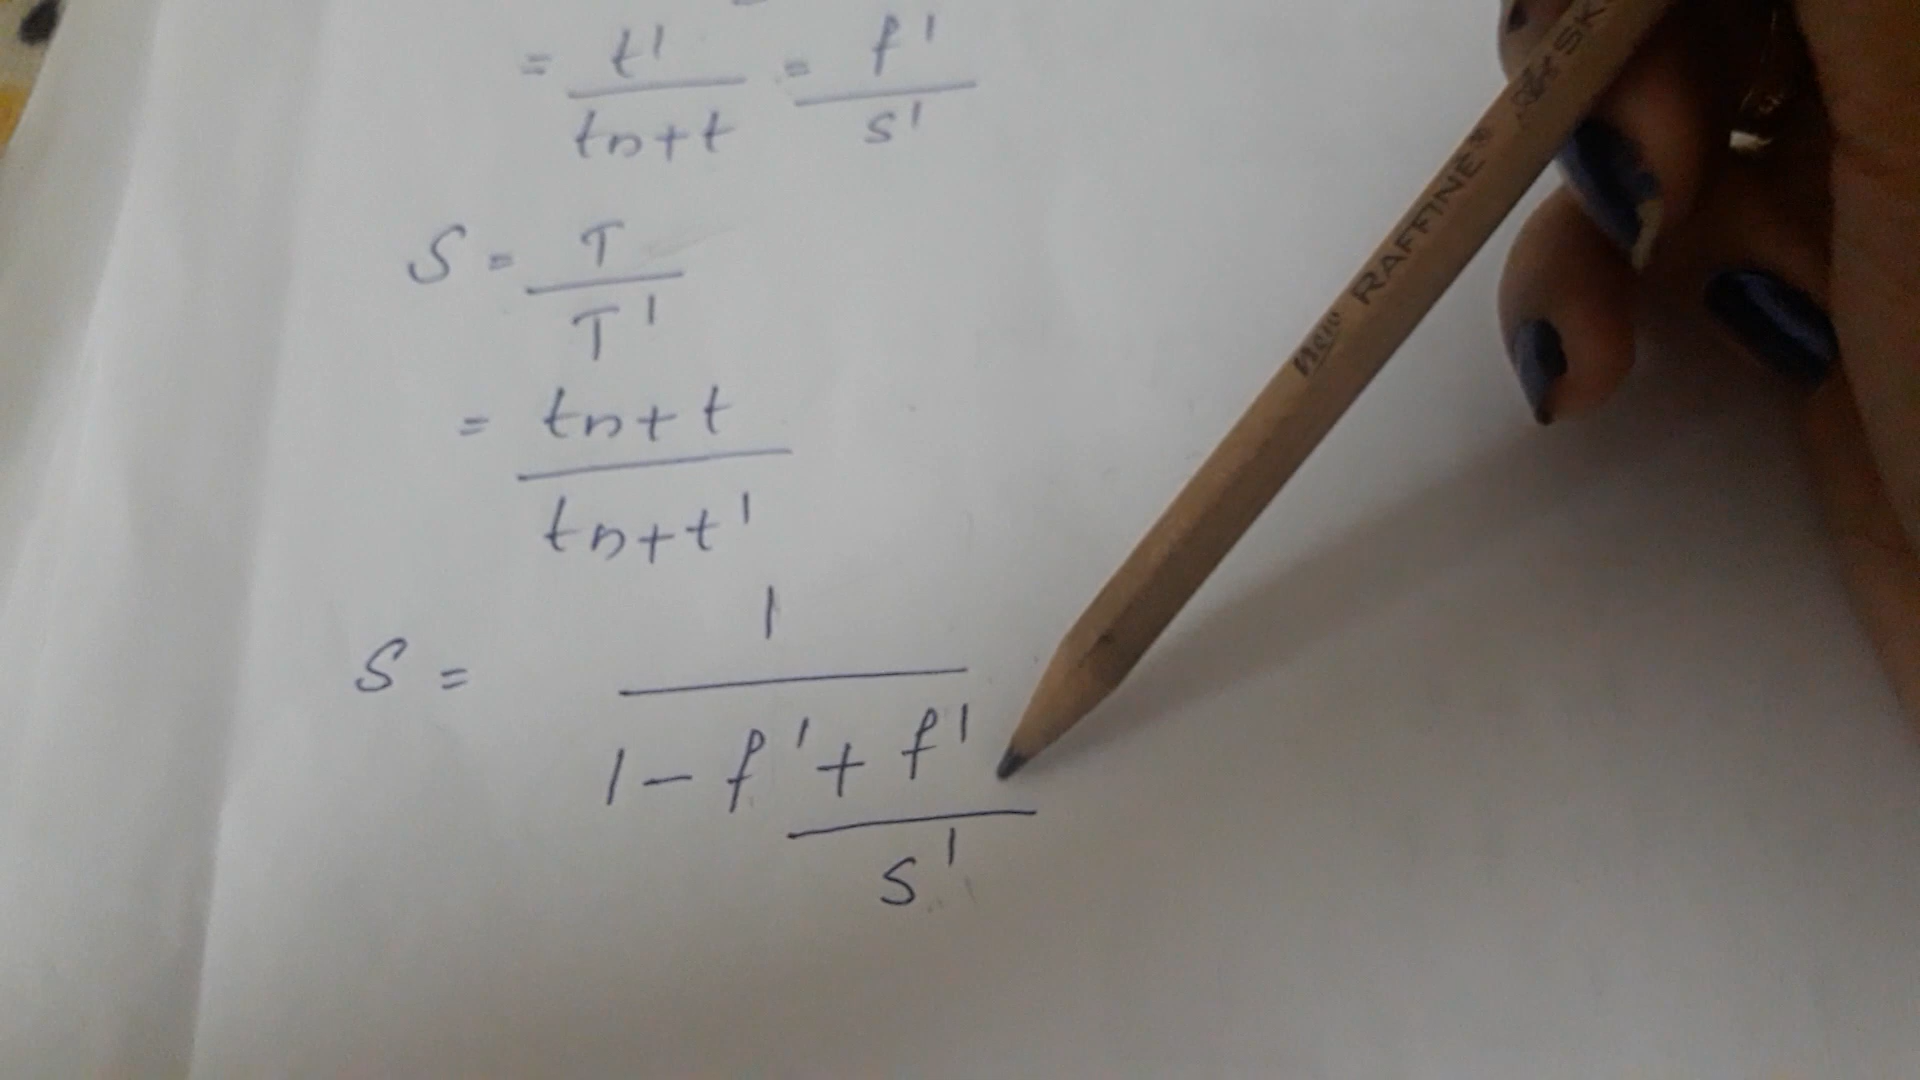 = t' / tn+t = f' / s'
S = T / T'
= tn+t / tn+t'
S = 1 / 1 - f' + f' / s'
RAFFINE®